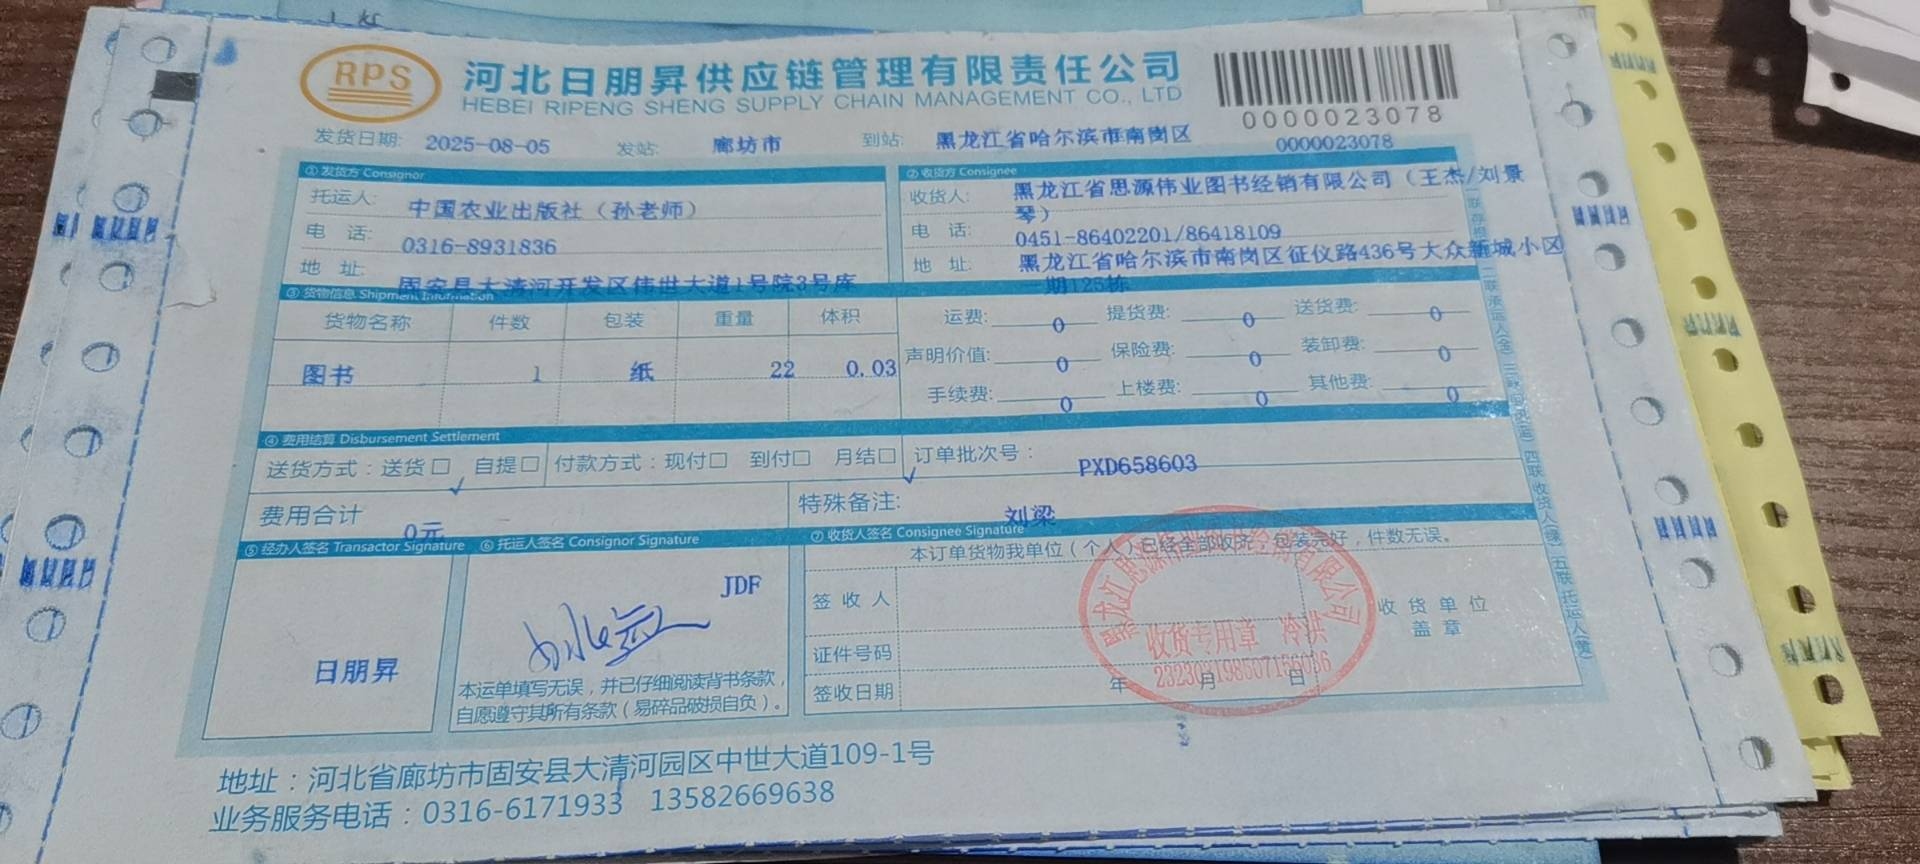 RPS
河北日朋昇供应链管理有限责任公司
HEBEI RIPENG SHENG SUPPLY CHAIN MANAGEMENT CO., LTD
0000023078
发货日期: 2025-08-05 发站: 廊坊市 到站: 黑龙江省哈尔滨市南岗区 0000023078
①发货方 Consignor
托运人: 中国农业出版社（孙老师）
电 话: 0316-8931836
地 址: 固安县大清河开发区伟世大道1号院3号库
②收货方 Consignee
收货人: 黑龙江省思源伟业图书经销有限公司（王杰/刘景
琴）
电 话: 0451-86402201/86418109
地 址: 黑龙江省哈尔滨市南岗区征仪路436号大众新城小区
一期125栋
③货物信息 Shipment Information
货物名称 件数 包装 重量 体积
图书 1 纸 22 0.03
运费: 0 提货费: 0 送货费: 0
声明价值: 0 保险费: 0 装卸费: 0
手续费: 0 上楼费: 0 其他费: 0
④费用结算 Disbursement Settlement
送货方式：送货□ 自提□ 付款方式：现付□ 到付□ 月结□ 订单批次号： PXD658603
✓ ✓
费用合计 0元
特殊备注: 刘梁
⑤经办人签名 Transactor Signature
日朋昇
⑥托运人签名 Consignor Signature
JDF
本运单填写无误，并已仔细阅读背书条款，
自愿遵守其所有条款（易碎品破损自负）。
⑦收货人签名 Consignee Signature
本订单货物我单位（个人）已经全部收齐，包装完好，件数无误。
签收人
证件号码
签收日期 年 月 日
收货单位
盖章
收货专用章 冷洪
地址：河北省廊坊市固安县大清河园区中世大道109-1号
业务服务电话：0316-6171933 13582669638